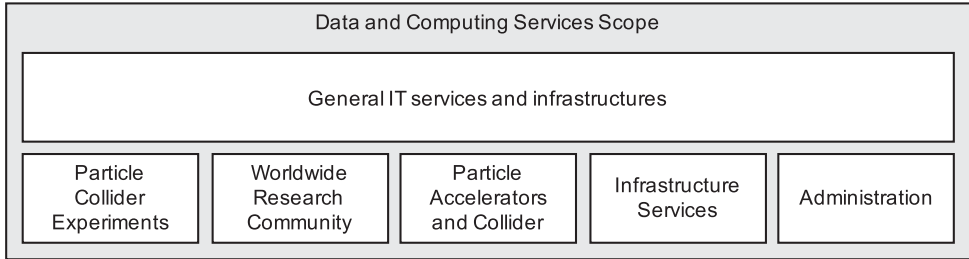 Data and Computing Services Scope
General IT services and infrastructures
Particle
Collider
Experiments
Worldwide
Research
Community
Particle
Accelerators
and Collider
Infrastructure
Services
Administration